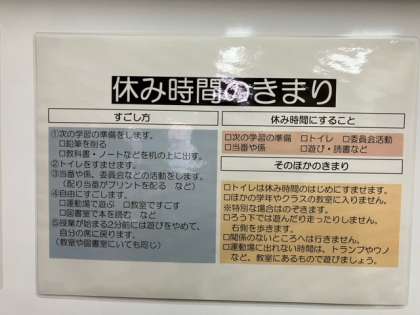 休み時間のきまり
すごし方
①次の学習の準備をします。
□鉛筆を削る
□教科書・ノートなどを机の上に出す。
②トイレをすませます。
③当番や係、委員会などの活動をします。
(配り当番がプリントを配る など)
④自由にすごします。
□運動場で遊ぶ □教室ですごす
□図書室で本を読む など
⑤授業が始まる2分前には遊びをやめて、
自分の席に戻ります。
(教室や図書室にいても同じ)
休み時間にすること
□次の学習の準備 □トイレ □委員会活動
□当番や係 □遊び・読書など
そのほかのきまり
□トイレは休み時間のはじめにすませます。
□ほかの学年やクラスの教室に入りません。
※特別な場合はのぞきます。
□ろう下では遊んだり走ったりしません。
右側を歩きます。
□関係のないところへは行きません。
□運動場に出れない時間は、トランプやウノ
など、教室にあるもので遊びましょう。